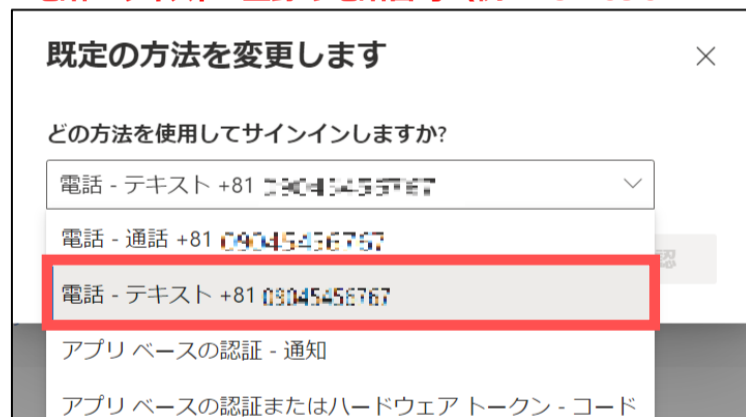 既定の方法を変更します
どの方法を使用してサインインしますか?
電話 - テキスト +81
電話 - 通話 +81
電話 - テキスト +81
アプリ ベースの認証 - 通知
アプリ ベースの認証またはハードウェア トークン - コード